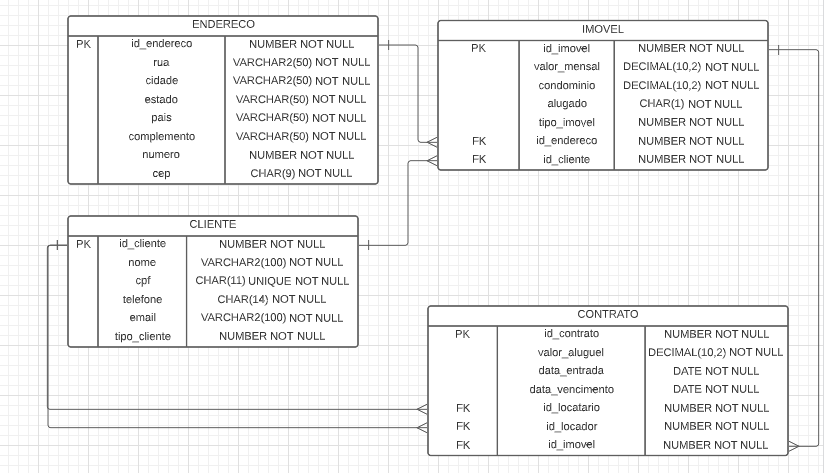 ENDERECO
PK id_endereco NUMBER NOT NULL
rua VARCHAR2(50) NOT NULL
cidade VARCHAR2(50) NOT NULL
estado VARCHAR(50) NOT NULL
pais VARCHAR(50) NOT NULL
complemento VARCHAR(50) NOT NULL
numero NUMBER NOT NULL
cep CHAR(9) NOT NULL
IMOVEL
PK id_imovel NUMBER NOT NULL
valor_mensal DECIMAL(10,2) NOT NULL
condominio DECIMAL(10,2) NOT NULL
alugado CHAR(1) NOT NULL
tipo_imovel NUMBER NOT NULL
FK id_endereco NUMBER NOT NULL
FK id_cliente NUMBER NOT NULL
CLIENTE
PK id_cliente NUMBER NOT NULL
nome VARCHAR2(100) NOT NULL
cpf CHAR(11) UNIQUE NOT NULL
telefone CHAR(14) NOT NULL
email VARCHAR2(100) NOT NULL
tipo_cliente NUMBER NOT NULL
CONTRATO
PK id_contrato NUMBER NOT NULL
valor_aluguel DECIMAL(10,2) NOT NULL
data_entrada DATE NOT NULL
data_vencimento DATE NOT NULL
FK id_locatario NUMBER NOT NULL
FK id_locador NUMBER NOT NULL
FK id_imovel NUMBER NOT NULL